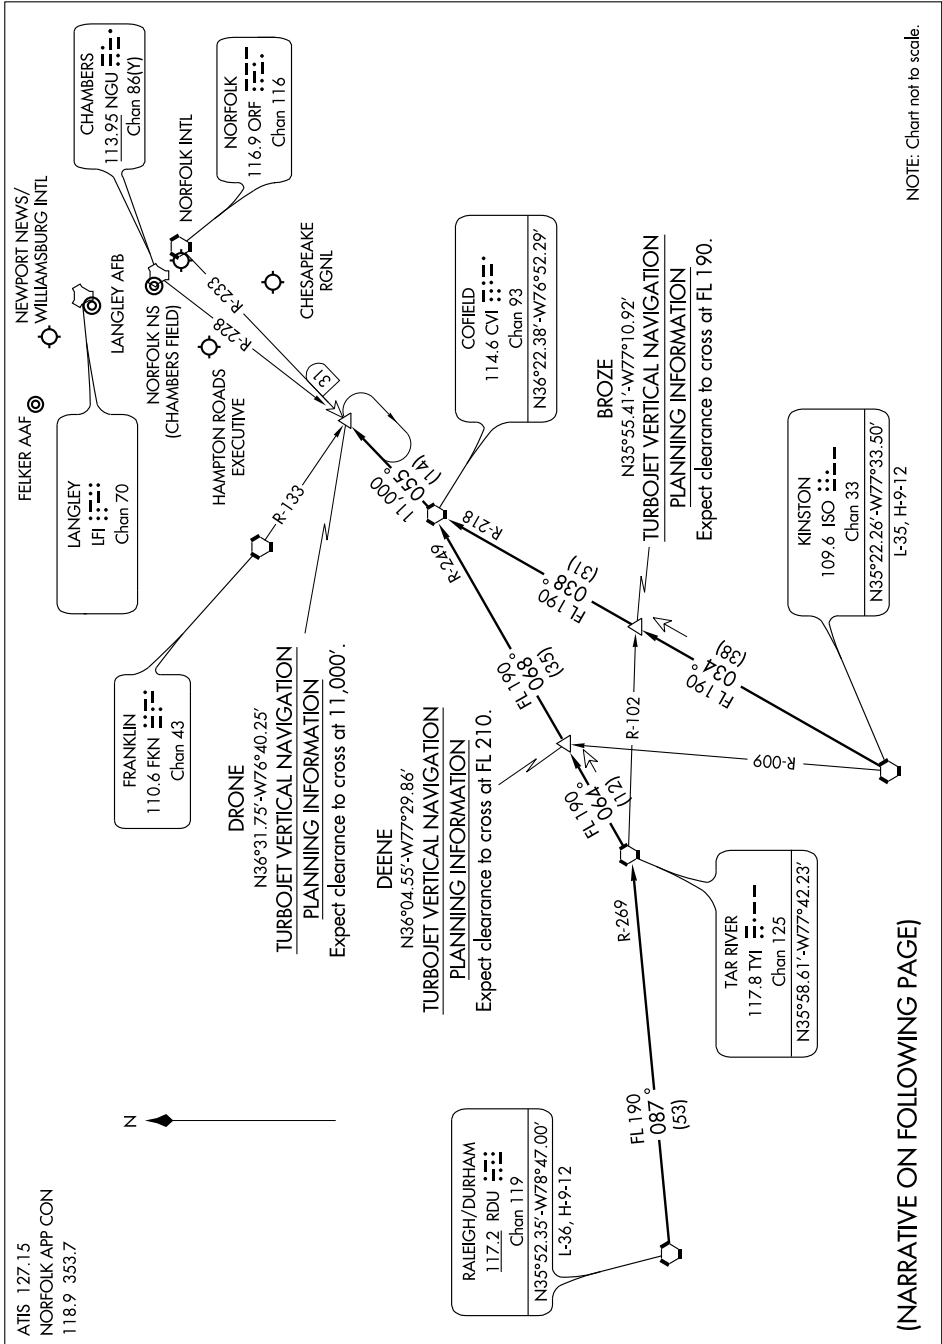 ATIS 127.15
NORFOLK APP CON
118.9 353.7
N
FELKER AAF
NEWPORT NEWS/
WILLIAMSBURG INTL
LANGLEY
LFI
Chan 70
LANGLEY AFB
NORFOLK NS
(CHAMBERS FIELD)
CHAMBERS
113.95 NGU
Chan 86(Y)
NORFOLK INTL
NORFOLK
116.9 ORF
Chan 116
HAMPTON ROADS
EXECUTIVE
CHESAPEAKE
RGNL
R-233
R-228
31
FRANKLIN
110.6 FKN
Chan 43
R-133
DRONE
N36°31.75'-W76°40.25'
TURBOJET VERTICAL NAVIGATION
PLANNING INFORMATION
Expect clearance to cross at 11,000'.
11,000
055°
(14)
COFIELD
114.6 CVI
Chan 93
N36°22.38'-W76°52.29'
R-249
R-218
DEENE
N36°04.55'-W77°29.86'
TURBOJET VERTICAL NAVIGATION
PLANNING INFORMATION
Expect clearance to cross at FL 210.
FL 190
068°
(35)
FL 190
038°
(31)
BROZE
N35°55.41'-W77°10.92'
TURBOJET VERTICAL NAVIGATION
PLANNING INFORMATION
Expect clearance to cross at FL 190.
FL 190
064°
(12)
R-102
R-009
FL 190
034°
(38)
KINSTON
109.6 ISO
Chan 33
N35°22.26'-W77°33.50'
L-35, H-9-12
R-269
TAR RIVER
117.8 TYI
Chan 125
N35°58.61'-W77°42.23'
FL 190
087°
(53)
RALEIGH/DURHAM
117.2 RDU
Chan 119
N35°52.35'-W78°47.00'
L-36, H-9-12
NOTE: Chart not to scale.
(NARRATIVE ON FOLLOWING PAGE)